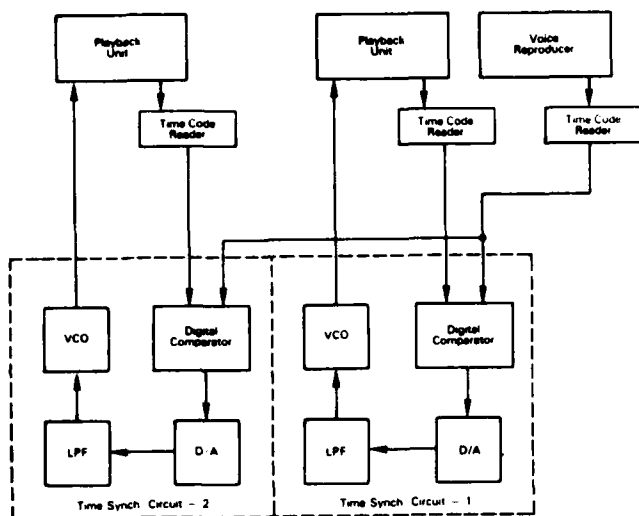 Playback
Unit
Playback
Unit
Voice
Reproducer
Time Code
Reader
Time Code
Reader
Time Code
Reader
VCO
Digital
Comparator
VCO
Digital
Comparator
LPF
D/A
LPF
D/A
Time Synch Circuit - 2
Time Synch Circuit - 1